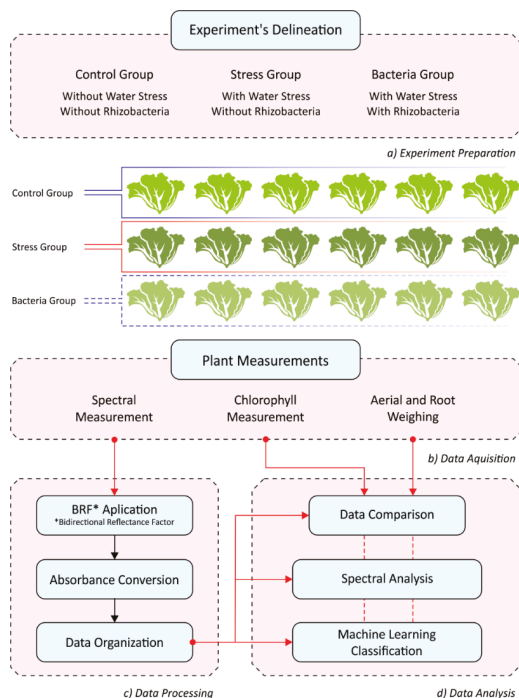 Experiment's Delineation
Control Group
Without Water Stress
Without Rhizobacteria
Stress Group
With Water Stress
Without Rhizobacteria
Bacteria Group
With Water Stress
With Rhizobacteria
a) Experiment Preparation
Control Group
Stress Group
Bacteria Group
Plant Measurements
Spectral
Measurement
Chlorophyll
Measurement
Aerial and Root
Weighing
b) Data Aquisition
BRF* Aplication
*Bidirectional Reflectance Factor
Absorbance Conversion
Data Organization
c) Data Processing
Data Comparison
Spectral Analysis
Machine Learning
Classification
d) Data Analysis